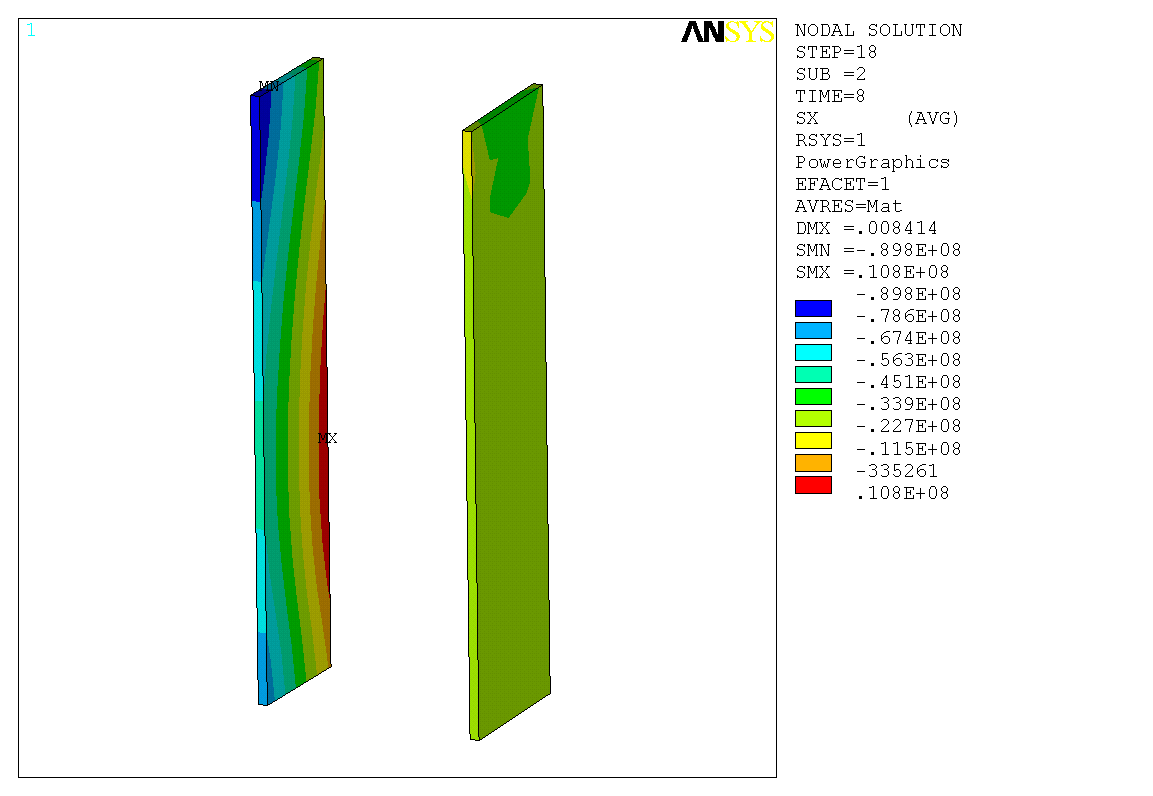 1
ANSYS
NODAL SOLUTION
STEP=18
SUB =2
TIME=8
SX (AVG)
RSYS=1
PowerGraphics
EFACET=1
AVRES=Mat
DMX =.008414
SMN =-.898E+08
SMX =.108E+08
-.898E+08
-.786E+08
-.674E+08
-.563E+08
-.451E+08
-.339E+08
-.227E+08
-.115E+08
-335261
.108E+08
MN
MX